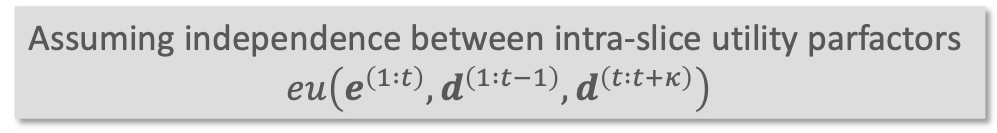 Assuming independence between intra-slice utility parfactors
eu(e^(1:t), d^(1:t−1), d^(t:t+κ))